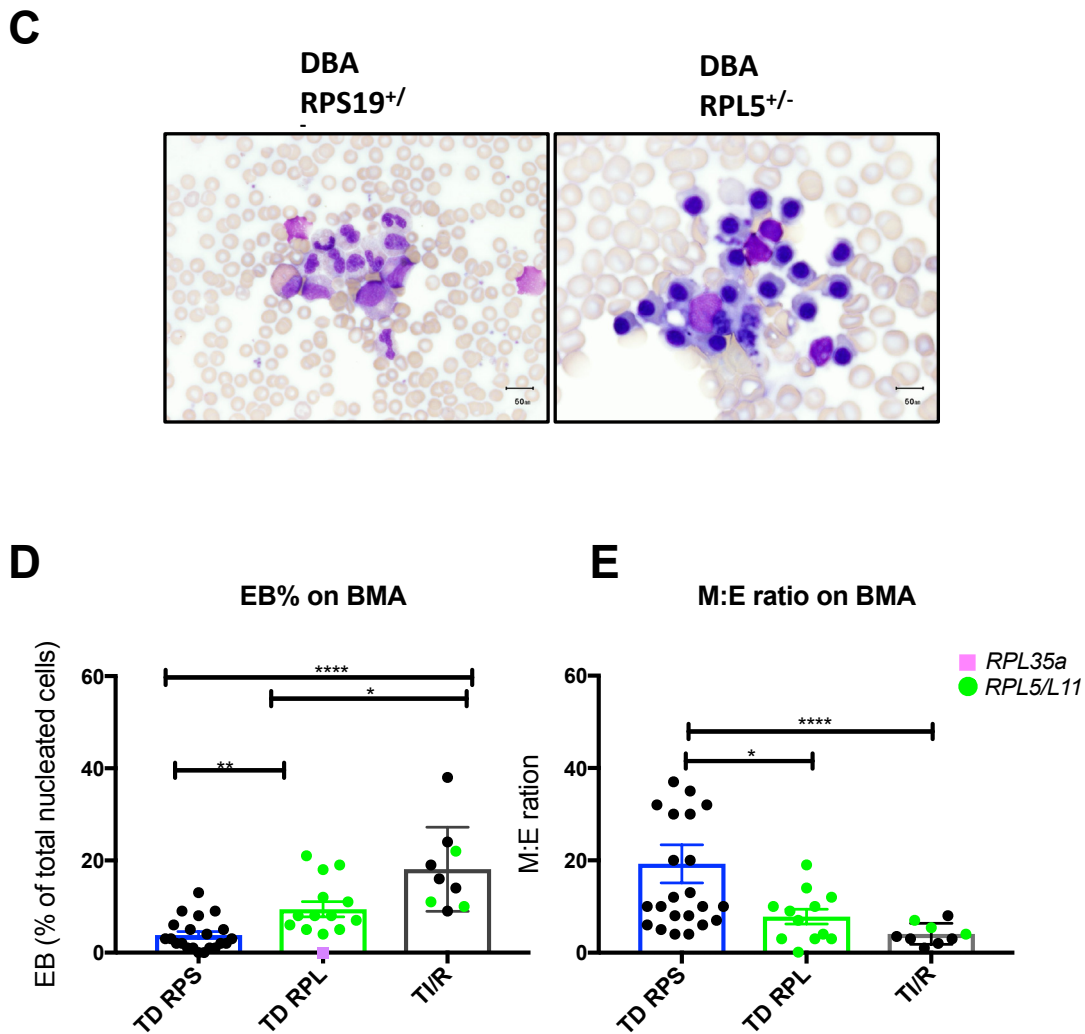 C
DBA
RPS19+/
-
DBA
RPL5+/-
D
EB% on BMA
EB (% of total nucleated cells)
60
40
20
0
****
*
**
TD RPS
TD RPL
TI/R
E
M:E ratio on BMA
M:E ration
60
40
20
0
****
*
TD RPS
TD RPL
TI/R
RPL35a
RPL5/L11